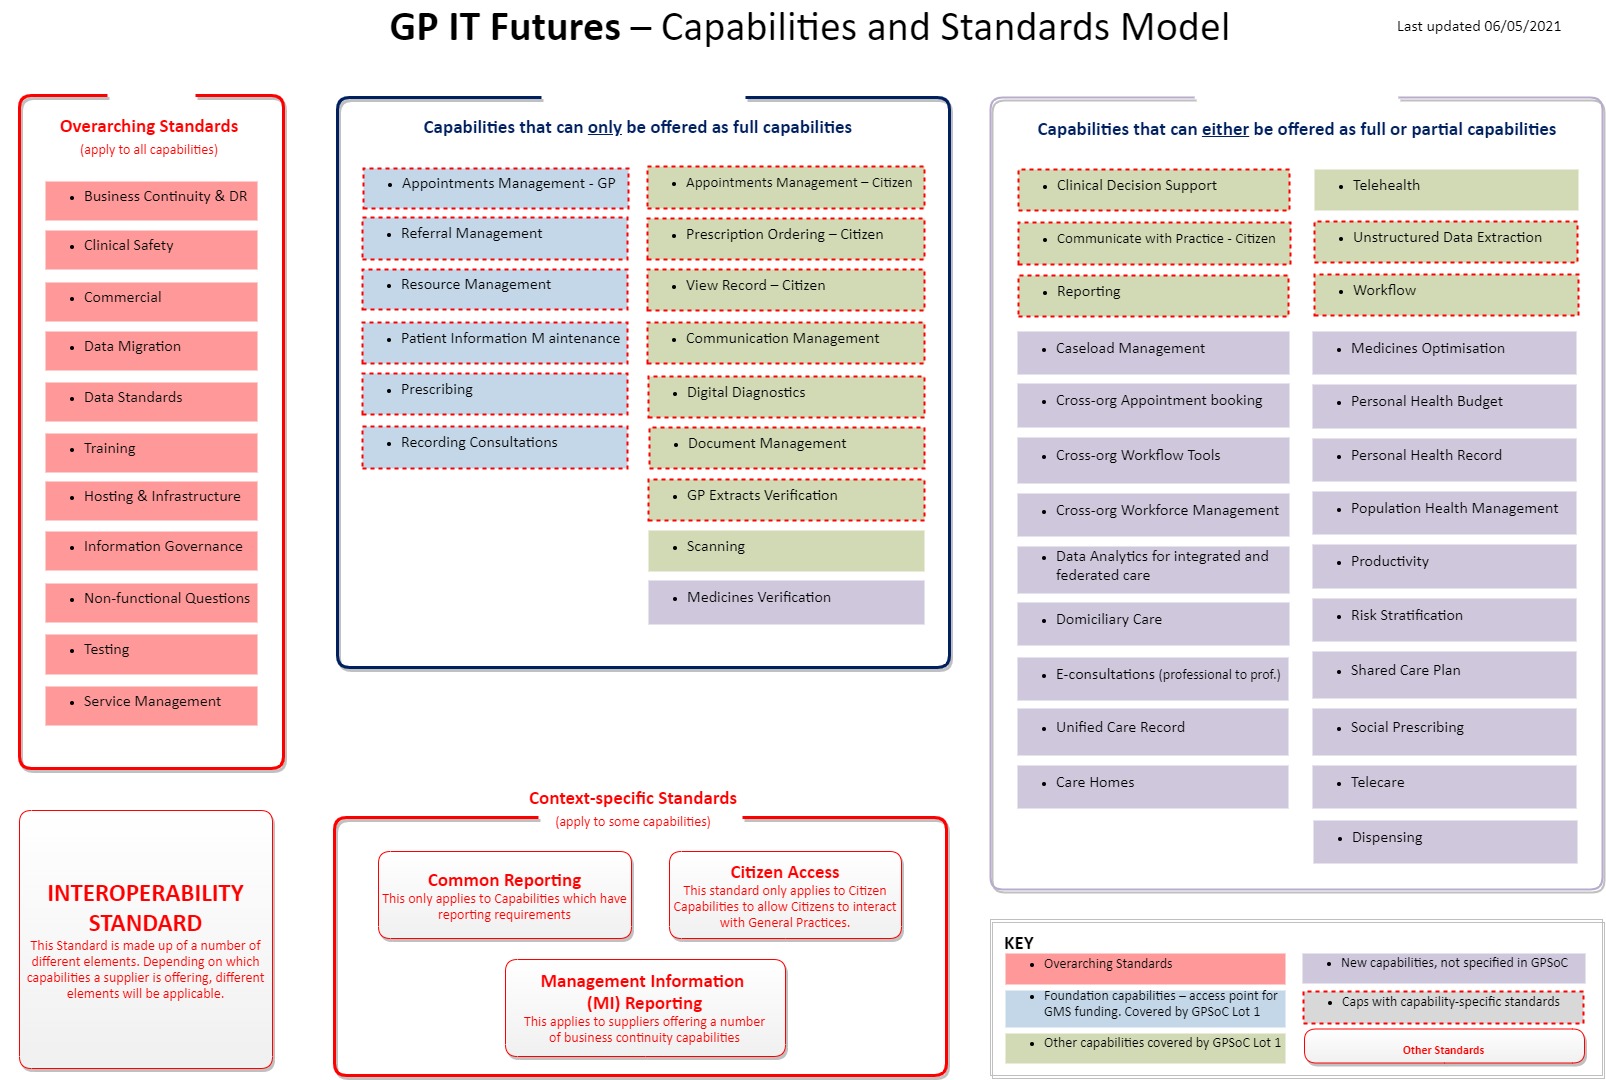 GP IT Futures – Capabilities and Standards Model
Last updated 06/05/2021
Overarching Standards
(apply to all capabilities)
• Business Continuity & DR
• Clinical Safety
• Commercial
• Data Migration
• Data Standards
• Training
• Hosting & Infrastructure
• Information Governance
• Non-functional Questions
• Testing
• Service Management
INTEROPERABILITY
STANDARD
This Standard is made up of a number of
different elements. Depending on which
capabilities a supplier is offering, different
elements will be applicable.
Capabilities that can only be offered as full capabilities
• Appointments Management - GP
• Referral Management
• Resource Management
• Patient Information M aintenance
• Prescribing
• Recording Consultations
• Appointments Management – Citizen
• Prescription Ordering – Citizen
• View Record – Citizen
• Communication Management
• Digital Diagnostics
• Document Management
• GP Extracts Verification
• Scanning
• Medicines Verification
Context-specific Standards
(apply to some capabilities)
Common Reporting
This only applies to Capabilities which have
reporting requirements
Citizen Access
This standard only applies to Citizen
Capabilities to allow Citizens to interact
with General Practices.
Management Information
(MI) Reporting
This applies to suppliers offering a number
of business continuity capabilities
Capabilities that can either be offered as full or partial capabilities
• Clinical Decision Support
• Communicate with Practice - Citizen
• Reporting
• Caseload Management
• Cross-org Appointment booking
• Cross-org Workflow Tools
• Cross-org Workforce Management
• Data Analytics for integrated and
federated care
• Domiciliary Care
• E-consultations (professional to prof.)
• Unified Care Record
• Care Homes
• Telehealth
• Unstructured Data Extraction
• Workflow
• Medicines Optimisation
• Personal Health Budget
• Personal Health Record
• Population Health Management
• Productivity
• Risk Stratification
• Shared Care Plan
• Social Prescribing
• Telecare
• Dispensing
KEY
• Overarching Standards
• Foundation capabilities – access point for
GMS funding. Covered by GPSoC Lot 1
• Other capabilities covered by GPSoC Lot 1
• New capabilities, not specified in GPSoC
• Caps with capability-specific standards
Other Standards